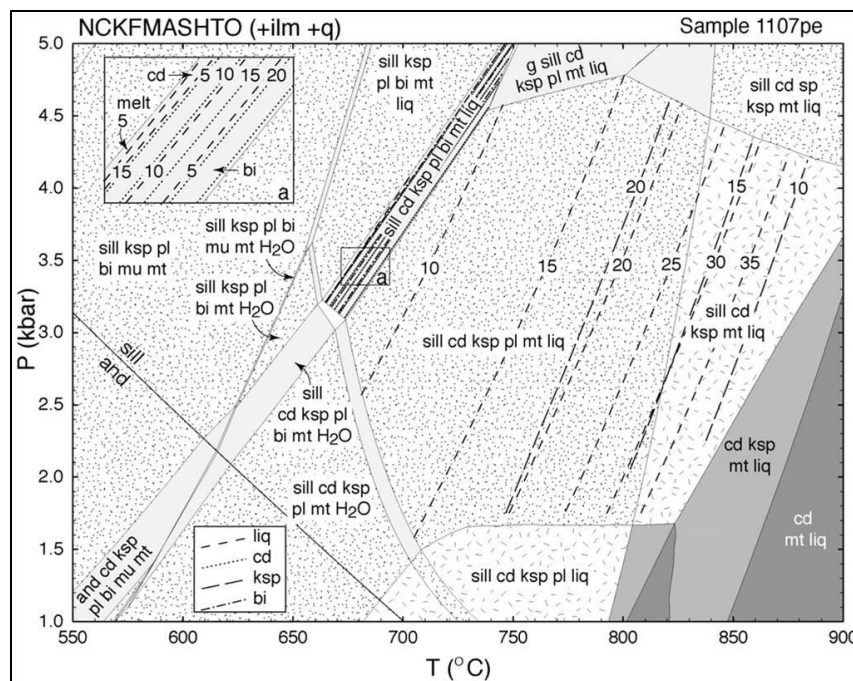 NCKFMASHTO (+ilm +q)
Sample 1107pe
5.0
4.5
4.0
3.5
3.0
2.5
2.0
1.5
1.0
P (kbar)
cd
5 10 15 20
melt
5
15 10 5
bi
a
sill ksp
pl bi mt
liq
sill cd ksp pl bi mt liq
g sill cd
ksp pl mt liq
sill cd sp
ksp mt liq
sill ksp pl
bi mu mt
sill ksp pl bi
mu mt H2O
sill ksp pl
bi mt H2O
a
10
15
20
20
25
30
35
15
10
sill cd
ksp mt liq
sill cd ksp pl mt liq
sill
and
sill
cd ksp pl
bi mt H2O
sill cd ksp
pl mt H2O
cd ksp
mt liq
cd
mt liq
and cd ksp
pl bi mu mt
liq
cd
ksp
bi
sill cd ksp pl liq
550
600
650
700
750
800
850
900
T (°C)